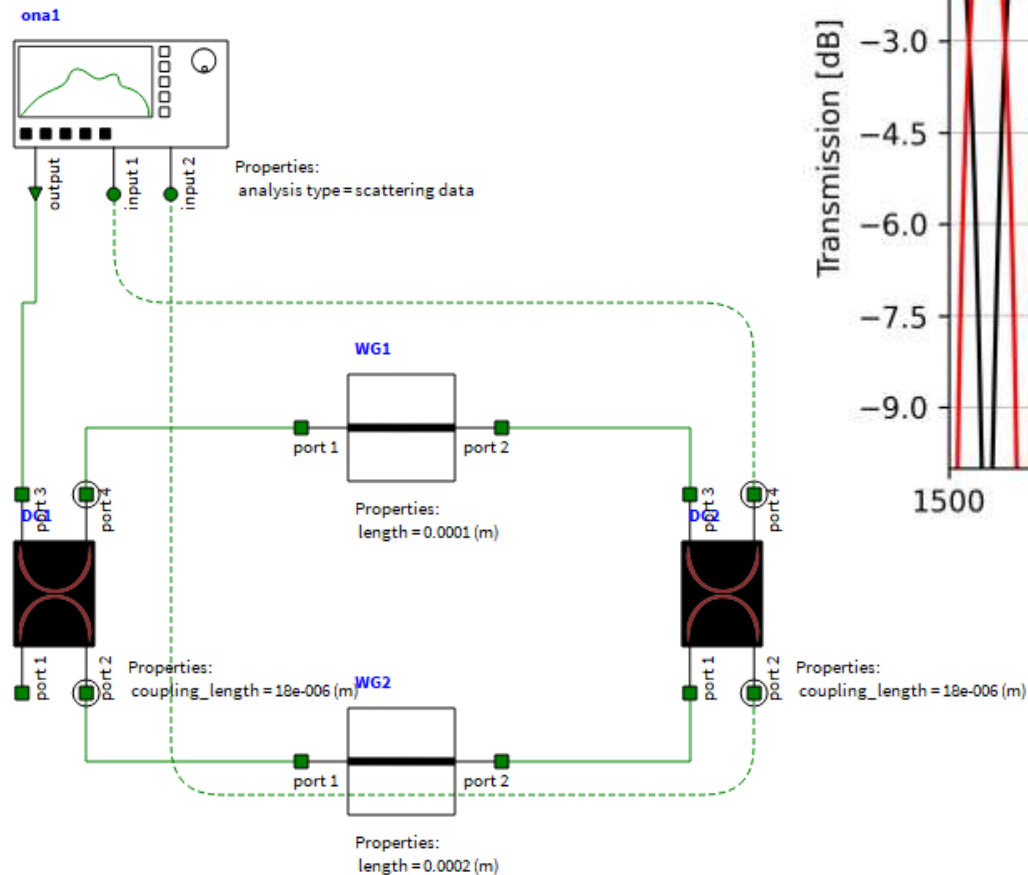 ona1
output
input 1
input 2
Properties:
analysis type = scattering data
Transmission [dB]
−3.0
−4.5
−6.0
−7.5
−9.0
1500
WG1
port 1
port 2
Properties:
length = 0.0001 (m)
DC1
port 3
port 4
port 1
port 2
Properties:
coupling_length = 18e-006 (m)
DC2
port 3
port 4
port 1
port 2
Properties:
coupling_length = 18e-006 (m)
WG2
port 1
port 2
Properties:
length = 0.0002 (m)